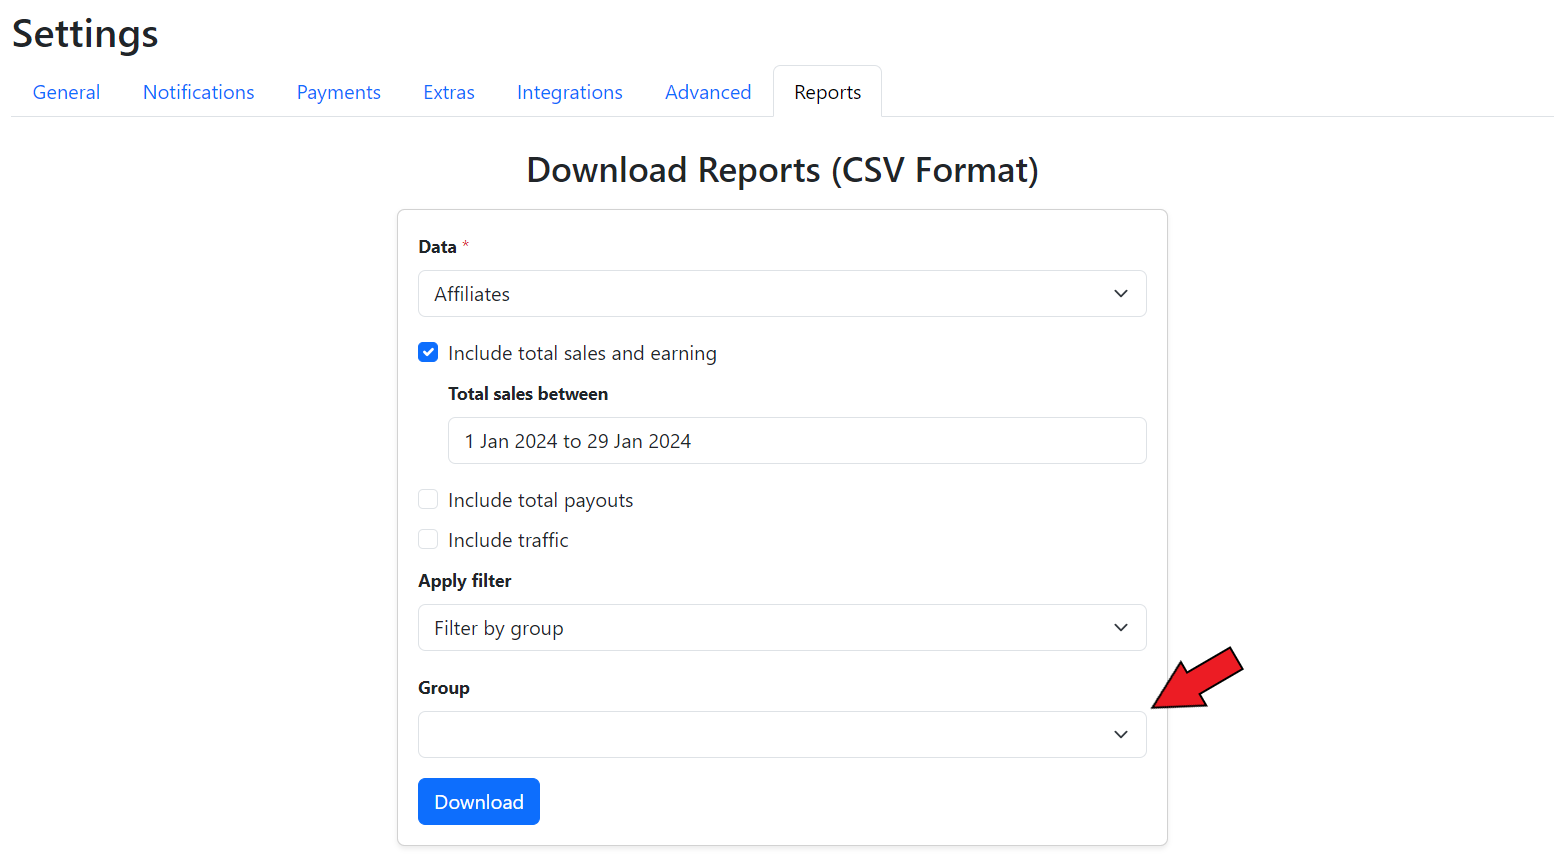 Settings
General Notifications Payments Extras Integrations Advanced Reports
Download Reports (CSV Format)
Data *
Affiliates
Include total sales and earning
Total sales between
1 Jan 2024 to 29 Jan 2024
Include total payouts
Include traffic
Apply filter
Filter by group
Group
Download